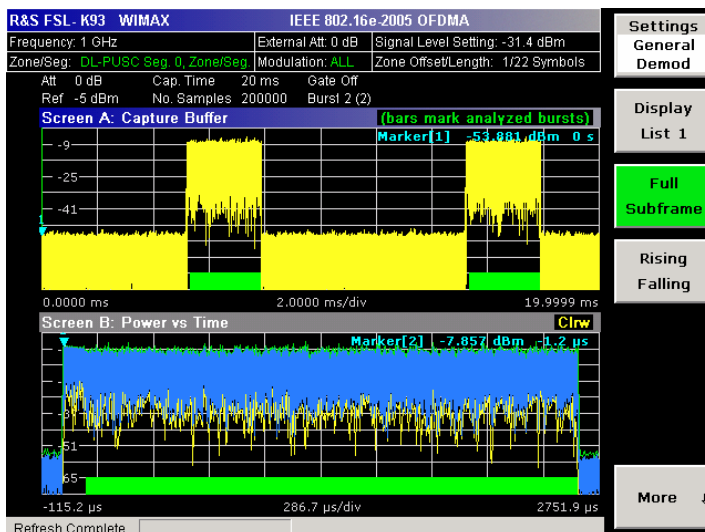 R&S FSL-K93 WIMAX IEEE 802.16e-2005 OFDMA
Frequency: 1 GHz External Att: 0 dB Signal Level Setting: -31.4 dBm
Zone/Seg: DL-PUSC Seg. 0, Zone/Seg. Modulation: ALL Zone Offset/Length: 1/22 Symbols
Att 0 dB Cap. Time 20 ms Gate Off
Ref -5 dBm No. Samples 200000 Burst 2 (2)
Screen A: Capture Buffer (bars mark analyzed bursts)
Marker[1] -53.881 dBm 0 s
-9
-25
-41
1
0.0000 ms 2.0000 ms/div 19.9999 ms
Screen B: Power vs Time Clrw
Marker[2] -7.857 dBm -1.2 µs
-51
-115.2 µs 286.7 µs/div 2751.9 µs
Refresh Complete
Settings
General
Demod
Display
List 1
Full
Subframe
Rising
Falling
More